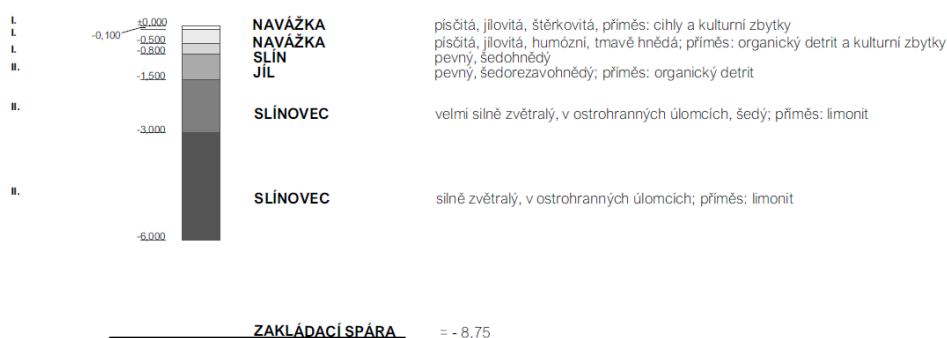 I. ±0,000 NAVÁŽKA písčitá, jílovitá, štěrkovitá, příměs: cihly a kulturní zbytky
I. -0, 100 -0,500 NAVÁŽKA písčitá, jílovitá, humózní, tmavě hnědá; příměs: organický detrit a kulturní zbytky
I. -0.800 SLÍN pevný, šedohnědý
II. -1,500 JÍL pevný, šedorezavohnědý; příměs: organický detrit
II. SLÍNOVEC velmi silně zvětralý, v ostrohranných úlomcích, šedý; příměs: limonit
-3,000
II. SLÍNOVEC silně zvětralý, v ostrohranných úlomcích; příměs: limonit
-6,000
ZAKLÁDACÍ SPÁRA = - 8,75